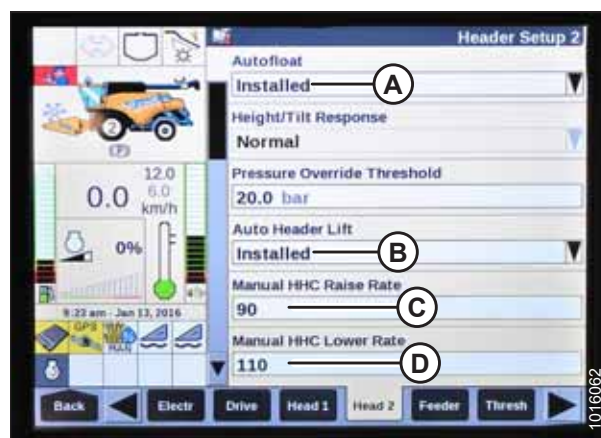 Header Setup 2
Autofloat
Installed
A
Height/Tilt Response
Normal
Pressure Override Threshold
20.0 bar
Auto Header Lift
Installed
B
Manual HHC Raise Rate
90
C
Manual HHC Lower Rate
110
D
2
(P)
12.0
0.0 6.0
km/h
0%
9:23 am - Jan 13, 2016
GPS
MAN
Back
Electr
Drive
Head 1
Head 2
Feeder
Thresh
1016062